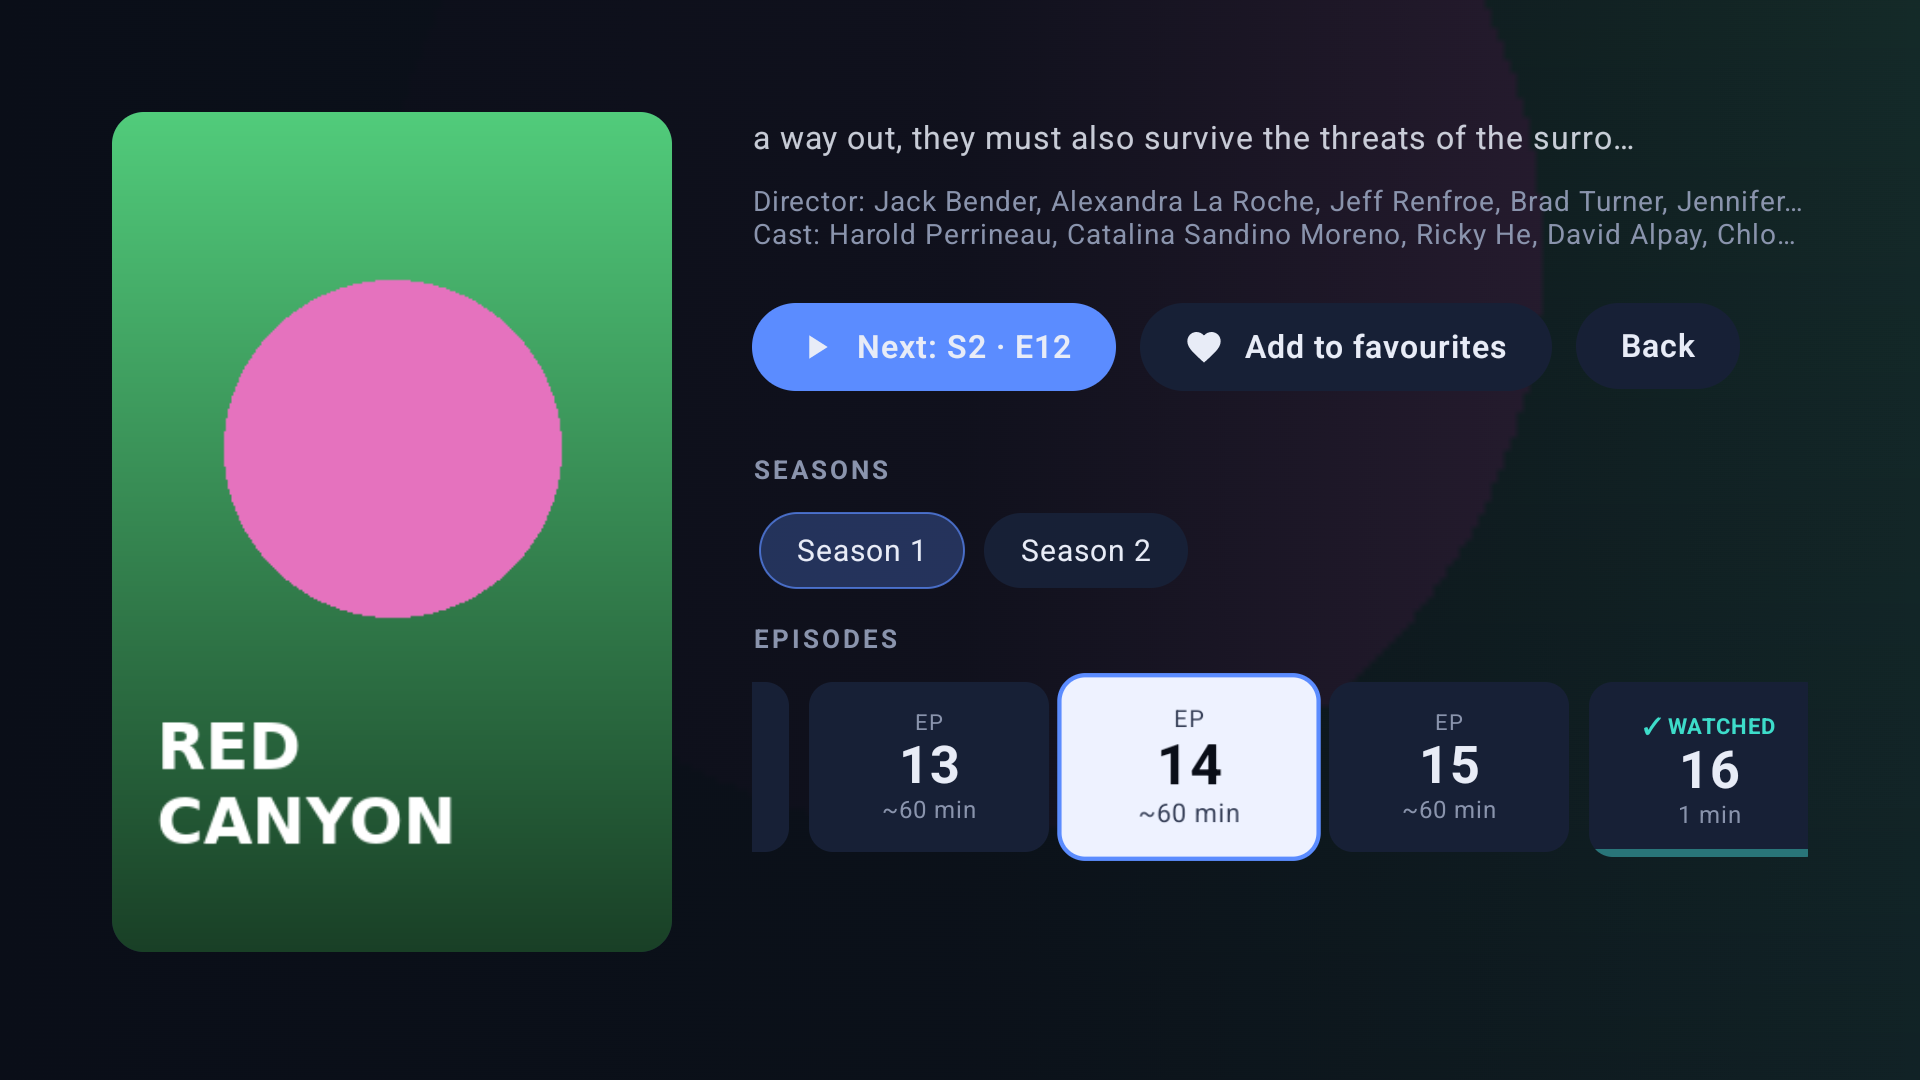 RED
CANYON
a way out, they must also survive the threats of the surro…
Director: Jack Bender, Alexandra La Roche, Jeff Renfroe, Brad Turner, Jennifer…
Cast: Harold Perrineau, Catalina Sandino Moreno, Ricky He, David Alpay, Chlo…
Next: S2 · E12
Add to favourites
Back
SEASONS
Season 1
Season 2
EPISODES
EP
13
~60 min
EP
14
~60 min
EP
15
~60 min
✓ WATCHED
16
1 min